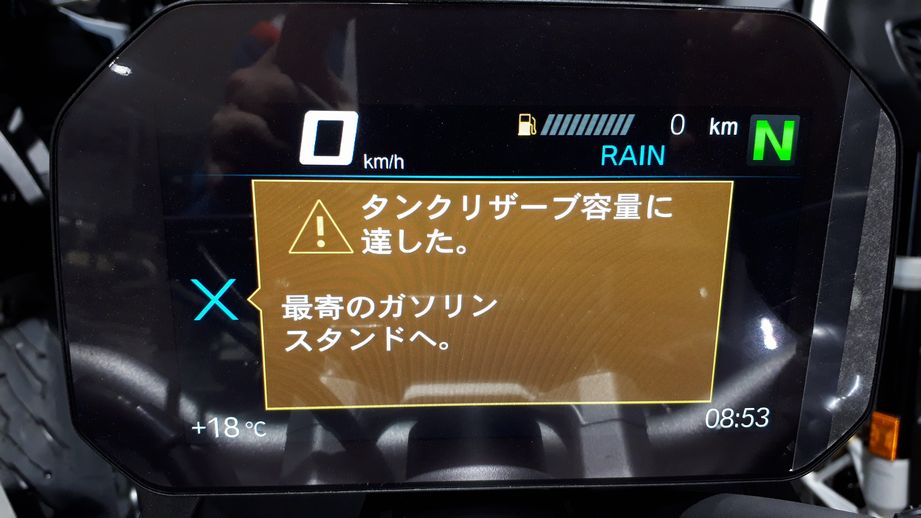 0 km/h
0 km
N
RAIN
タンクリザーブ容量に
達した。
最寄のガソリン
スタンドへ。
+18 ℃
08:53